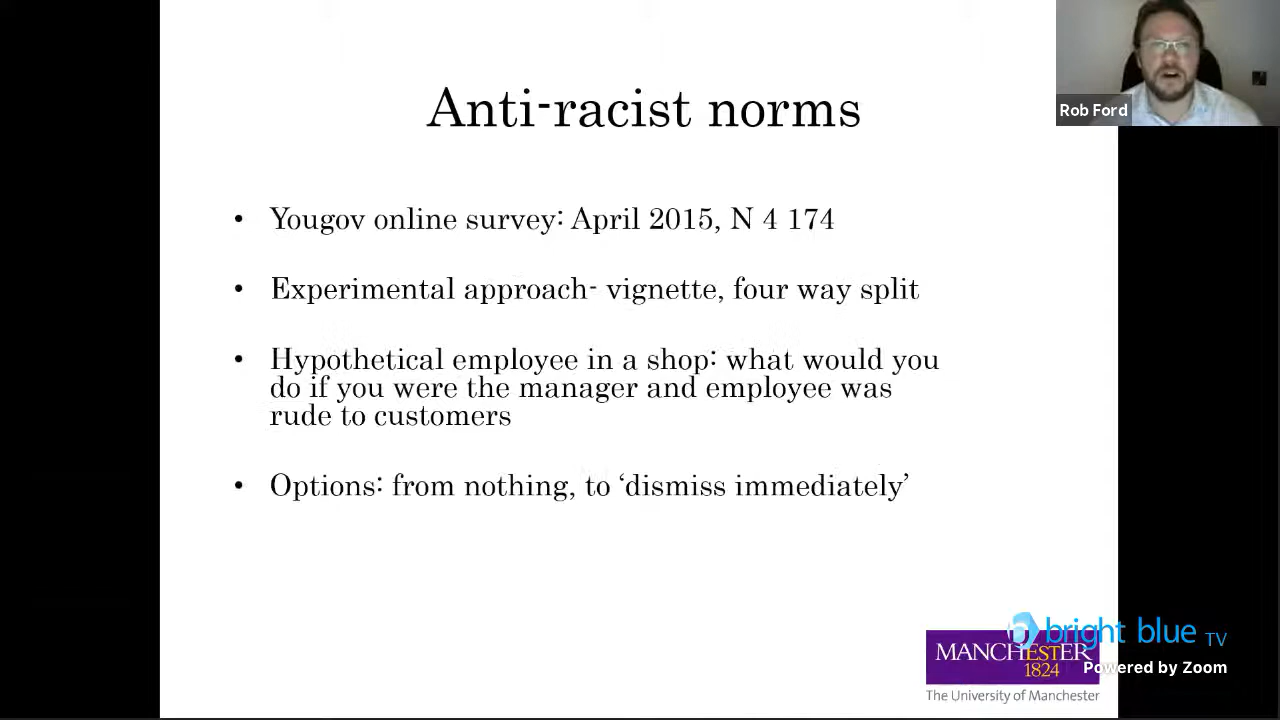 Anti-racist norms
Rob Ford
• Yougov online survey: April 2015, N 4 174
• Experimental approach- vignette, four way split
• Hypothetical employee in a shop: what would you
do if you were the manager and employee was
rude to customers
• Options: from nothing, to ‘dismiss immediately’
bright blue TV
MANCHESTER
1824
Powered by Zoom
The University of Manchester